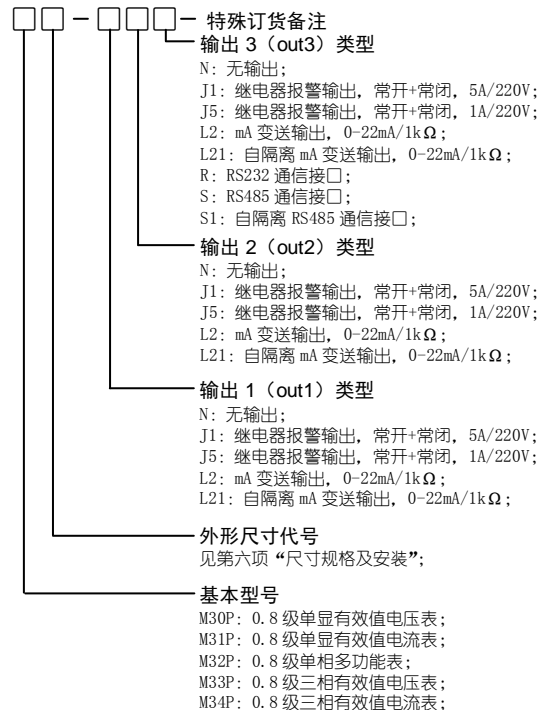 □□-□□□-特殊订货备注
输出 3（out3）类型
N: 无输出;
J1: 继电器报警输出, 常开+常闭, 5A/220V;
J5: 继电器报警输出, 常开+常闭, 1A/220V;
L2: mA 变送输出, 0-22mA/1kΩ;
L21: 自隔离 mA 变送输出, 0-22mA/1kΩ;
R: RS232 通信接口;
S: RS485 通信接口;
S1: 自隔离 RS485 通信接口;
输出 2（out2）类型
N: 无输出;
J1: 继电器报警输出, 常开+常闭, 5A/220V;
J5: 继电器报警输出, 常开+常闭, 1A/220V;
L2: mA 变送输出, 0-22mA/1kΩ;
L21: 自隔离 mA 变送输出, 0-22mA/1kΩ;
输出 1（out1）类型
N: 无输出;
J1: 继电器报警输出, 常开+常闭, 5A/220V;
J5: 继电器报警输出, 常开+常闭, 1A/220V;
L2: mA 变送输出, 0-22mA/1kΩ;
L21: 自隔离 mA 变送输出, 0-22mA/1kΩ;
外形尺寸代号
见第六项“尺寸规格及安装”;
基本型号
M30P: 0.8 级单显有效值电压表;
M31P: 0.8 级单显有效值电流表;
M32P: 0.8 级单相多功能表;
M33P: 0.8 级三相有效值电压表;
M34P: 0.8 级三相有效值电流表;